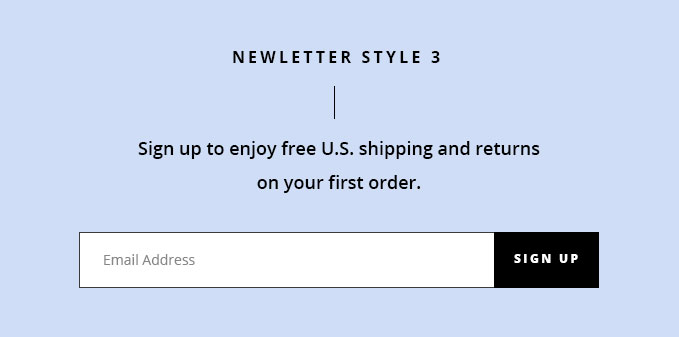 NEWLETTER STYLE 3
Sign up to enjoy free U.S. shipping and returns
on your first order.
Email Address
SIGN UP